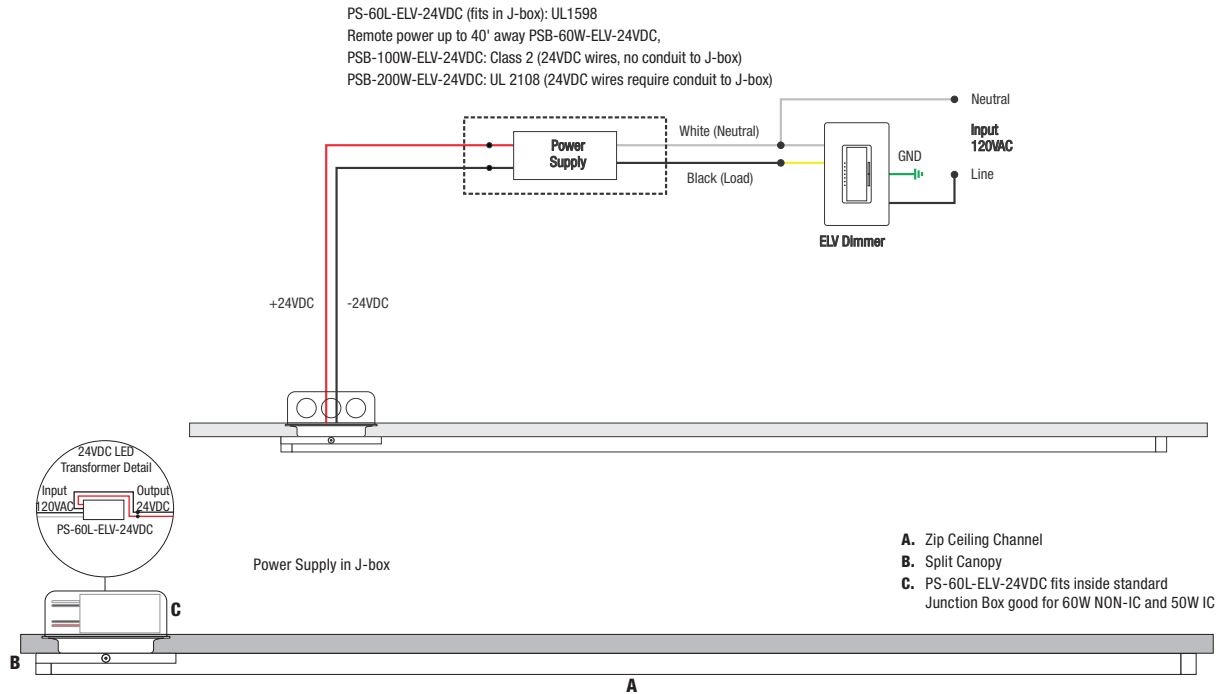 PS-60L-ELV-24VDC (fits in J-box): UL1598
Remote power up to 40' away PSB-60W-ELV-24VDC,
PSB-100W-ELV-24VDC: Class 2 (24VDC wires, no conduit to J-box)
PSB-200W-ELV-24VDC: UL 2108 (24VDC wires require conduit to J-box)
Neutral
White (Neutral)
Input
120VAC
Power
Supply
GND
Line
Black (Load)
ELV Dimmer
+24VDC
-24VDC
24VDC LED
Transformer Detail
Input
Output
120VAC
24VDC
PS-60L-ELV-24VDC
Power Supply in J-box
A. Zip Ceiling Channel
B. Split Canopy
C. PS-60L-ELV-24VDC fits inside standard
Junction Box good for 60W NON-IC and 50W IC
C
B
A